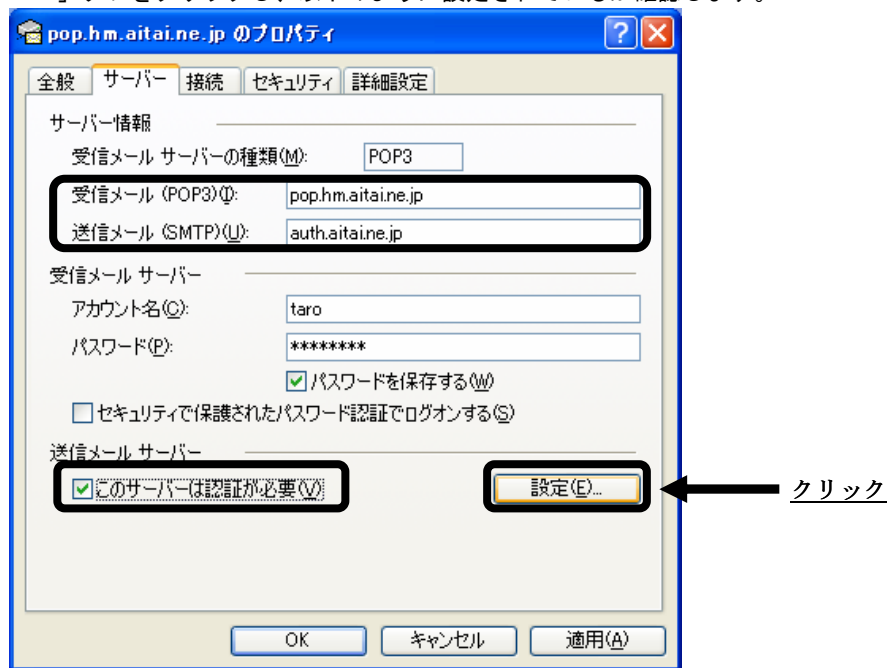 pop.hm.aitai.ne.jp のプロパティ
全般 サーバー 接続 セキュリティ 詳細設定
サーバー情報
受信メール サーバーの種類(M): POP3
受信メール (POP3)(I): pop.hm.aitai.ne.jp
送信メール (SMTP)(U): auth.aitai.ne.jp
受信メール サーバー
アカウント名(C): taro
パスワード(P): ********
パスワードを保存する(W)
セキュリティで保護されたパスワード認証でログオンする(S)
送信メール サーバー
このサーバーは認証が必要(V) 設定(E)... クリック
OK キャンセル 適用(A)